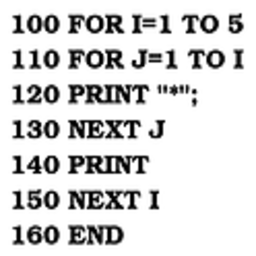 100 FOR I=1 TO 5
110 FOR J=1 TO I
120 PRINT "*";
130 NEXT J
140 PRINT
150 NEXT I
160 END